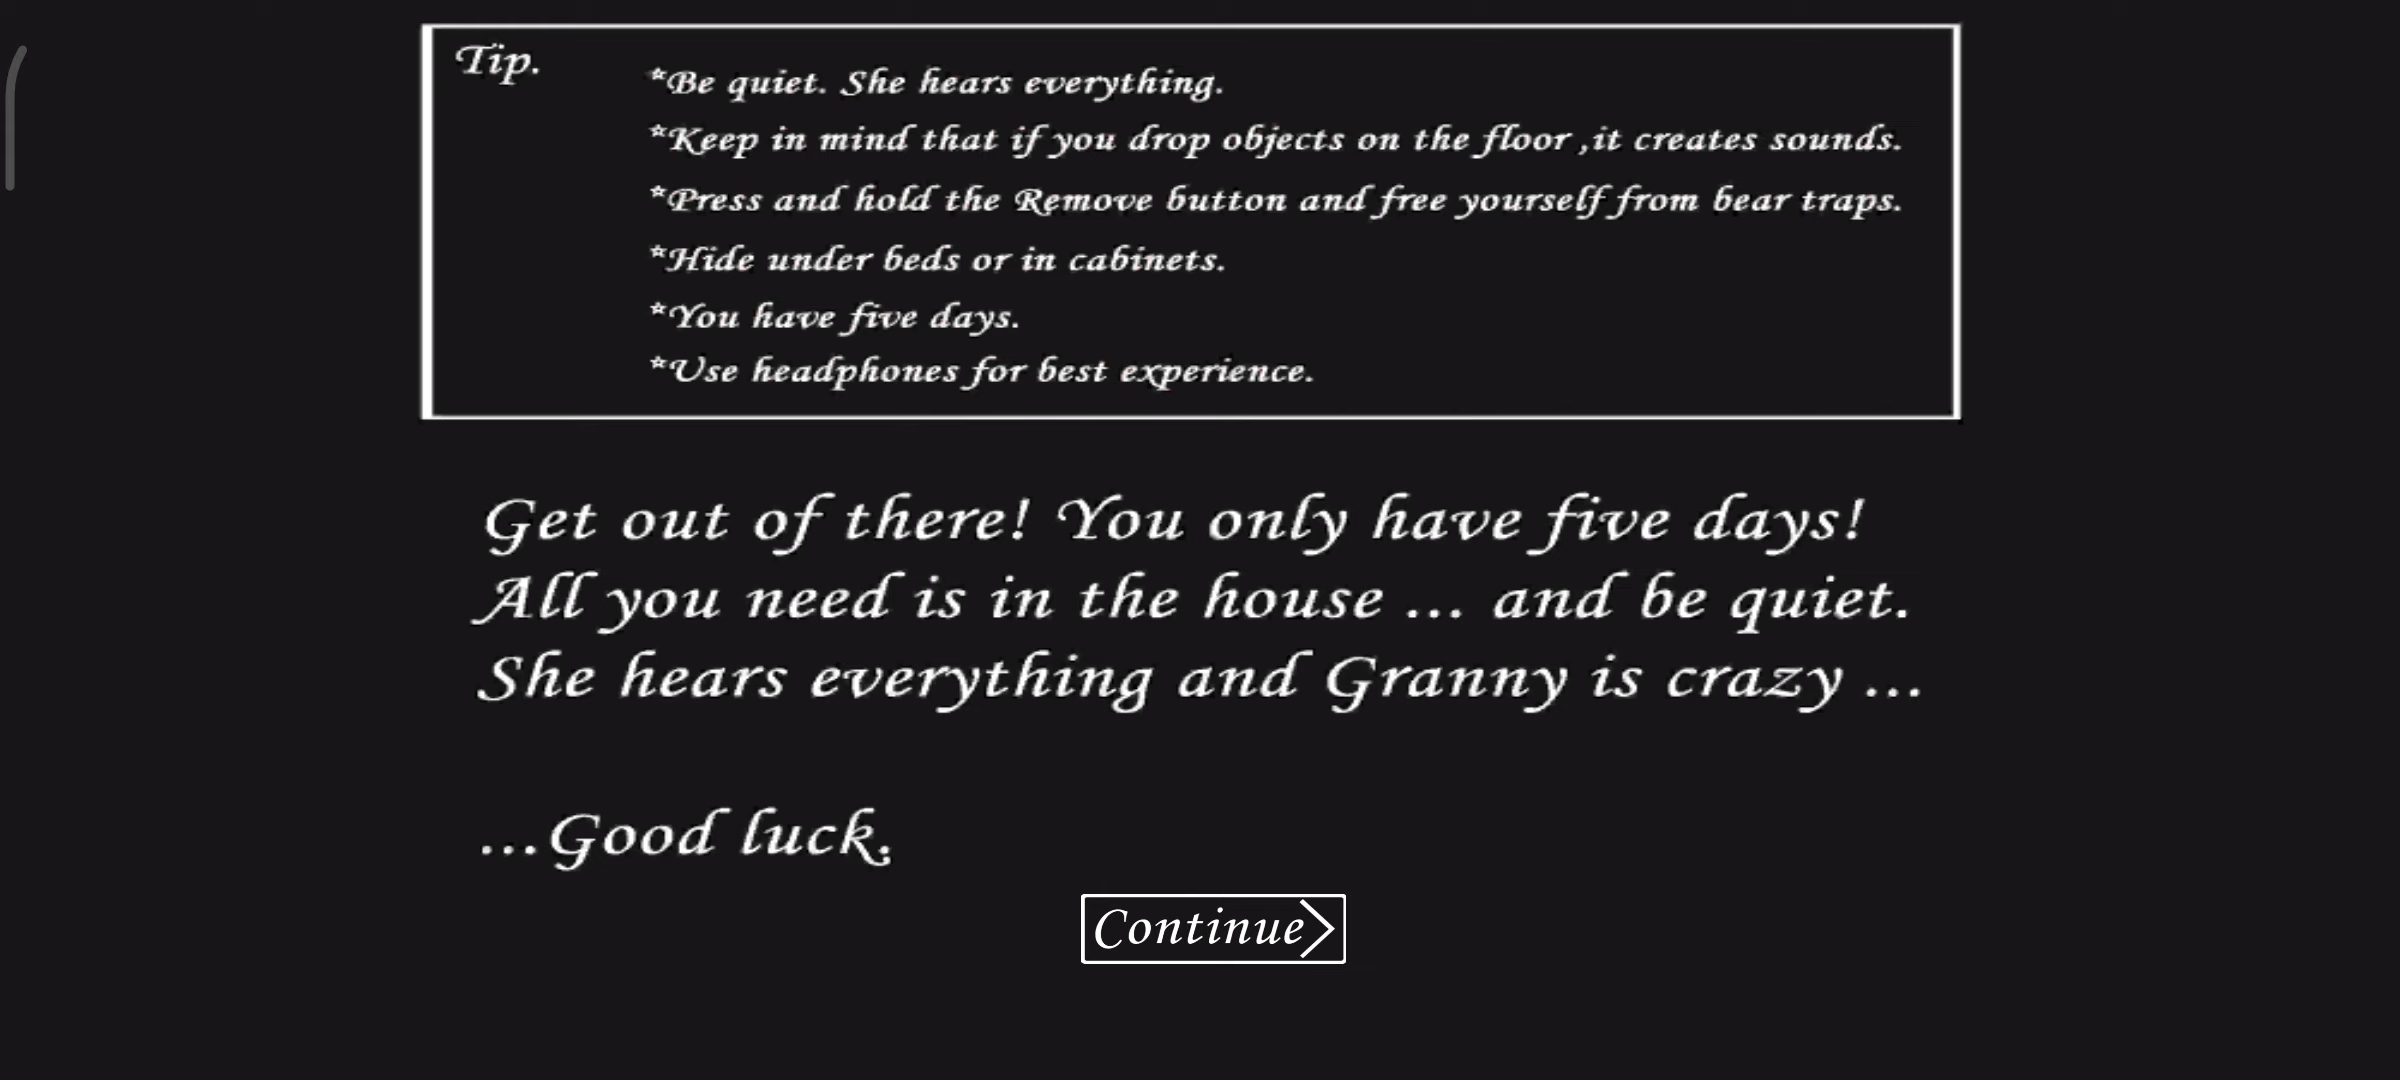 Tip.
*Be quiet. She hears everything.
*Keep in mind that if you drop objects on the floor ,it creates sounds.
*Press and hold the Remove button and free yourself from bear traps.
*Hide under beds or in cabinets.
*You have five days.
*Use headphones for best experience.
Get out of there! You only have five days!
All you need is in the house ... and be quiet.
She hears everything and Granny is crazy ...
...Good luck.
Continue